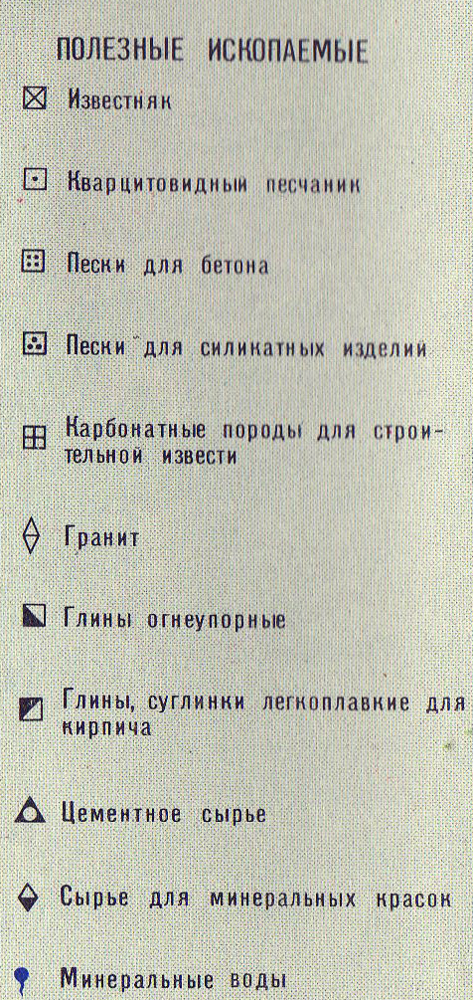 ПОЛЕЗНЫЕ ИСКОПАЕМЫЕ
Известняк
Кварцитовидный песчаник
Пески для бетона
Пески для силикатных изделий
Карбонатные породы для строи-
тельной извести
Гранит
Глины огнеупорные
Глины, суглинки легкоплавкие для
кирпича
Цементное сырье
Сырье для минеральных красок
Минеральные воды